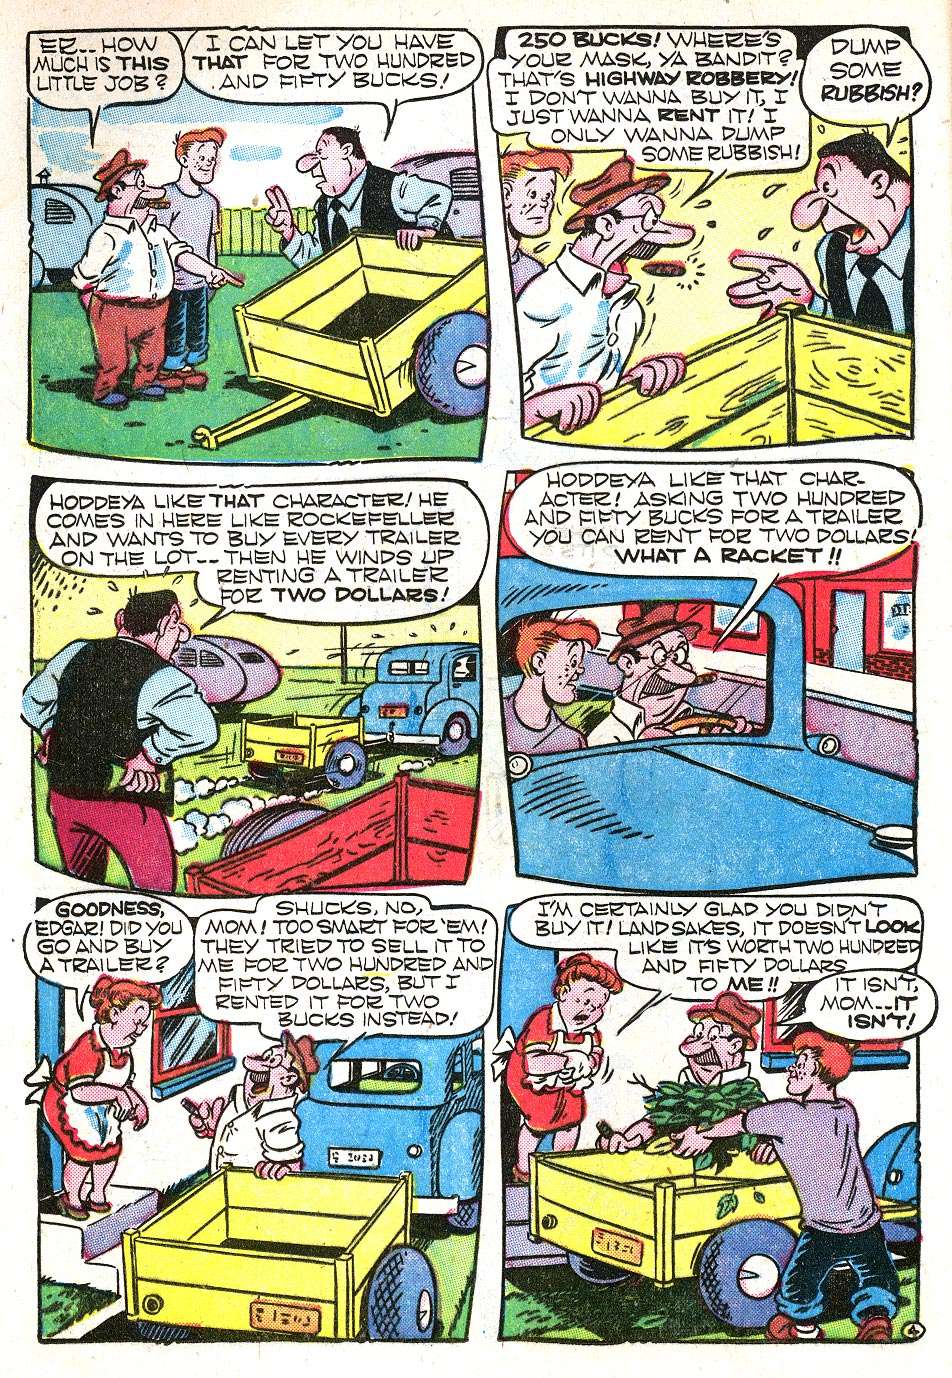 ER-- HOW
MUCH IS THIS
LITTLE JOB?
I CAN LET YOU HAVE
THAT FOR TWO HUNDRED
AND FIFTY BUCKS!
250 BUCKS! WHERE'S
YOUR MASK, YA BANDIT?
THAT'S HIGHWAY ROBBERY!
I DON'T WANNA BUY IT, I
JUST WANNA RENT IT! I
ONLY WANNA DUMP
SOME RUBBISH!
DUMP
SOME
RUBBISH?
HODDEYA LIKE THAT CHARACTER! HE
COMES IN HERE LIKE ROCKEFELLER
AND WANTS TO BUY EVERY TRAILER
ON THE LOT-- THEN HE WINDS UP
RENTING A TRAILER
FOR TWO DOLLARS!
HODDEYA LIKE THAT CHAR-
ACTER! ASKING TWO HUNDRED
AND FIFTY BUCKS FOR A TRAILER
YOU CAN RENT FOR TWO DOLLARS!
WHAT A RACKET!!
GOODNESS,
EDGAR! DID YOU
GO AND BUY
A TRAILER?
SHUCKS, NO,
MOM! TOO SMART FOR 'EM!
THEY TRIED TO SELL IT TO
ME FOR TWO HUNDRED AND
FIFTY DOLLARS, BUT I
RENTED IT FOR TWO
BUCKS INSTEAD!
I'M CERTAINLY GLAD YOU DIDN'T
BUY IT! LAND SAKES, IT DOESN'T LOOK
LIKE IT'S WORTH TWO HUNDRED
AND FIFTY DOLLARS
TO ME!!
IT ISN'T,
MOM--IT
ISN'T!
4